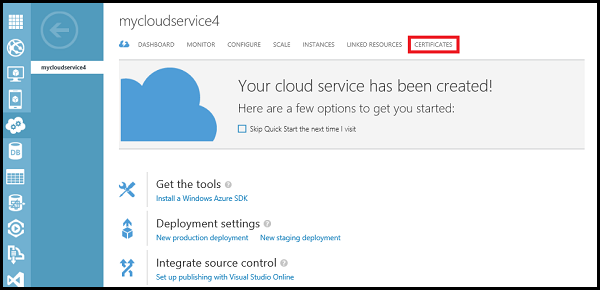 mycloudservice4
DASHBOARD MONITOR CONFIGURE SCALE INSTANCES LINKED RESOURCES CERTIFICATES
mycloudservice4
Your cloud service has been created!
Here are a few options to get you started:
Skip Quick Start the next time I visit
Get the tools ?
Install a Windows Azure SDK
Deployment settings ?
New production deployment New staging deployment
Integrate source control ?
Set up publishing with Visual Studio Online
DB